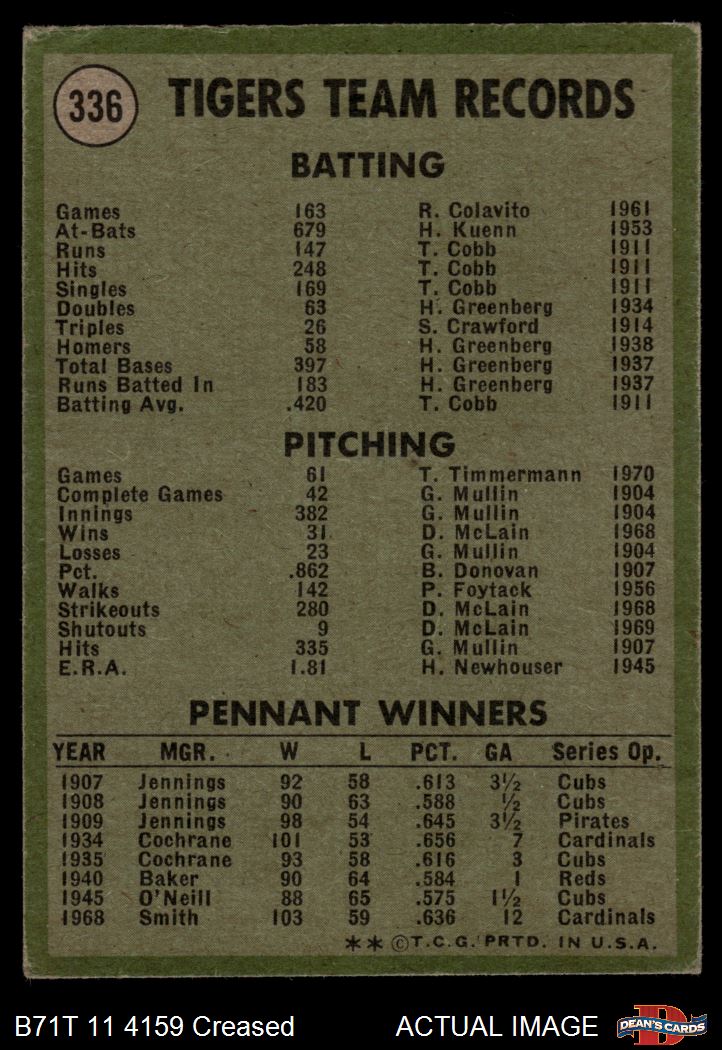 336 TIGERS TEAM RECORDS
BATTING
Games 163 R. Colavito 1961
At-Bats 679 H. Kuenn 1953
Runs 147 T. Cobb 1911
Hits 248 T. Cobb 1911
Singles 169 T. Cobb 1911
Doubles 63 H. Greenberg 1934
Triples 26 S. Crawford 1914
Homers 58 H. Greenberg 1938
Total Bases 397 H. Greenberg 1937
Runs Batted In 183 H. Greenberg 1937
Batting Avg. .420 T. Cobb 1911
PITCHING
Games 61 T. Timmermann 1970
Complete Games 42 G. Mullin 1904
Innings 382 G. Mullin 1904
Wins 31 D. McLain 1968
Losses 23 G. Mullin 1904
Pct. .862 B. Donovan 1907
Walks 142 P. Foytack 1956
Strikeouts 280 D. McLain 1968
Shutouts 9 D. McLain 1969
Hits 335 G. Mullin 1907
E.R.A. 1.81 H. Newhouser 1945
PENNANT WINNERS
YEAR MGR. W L PCT. GA Series Op.
1907 Jennings 92 58 .613 3½ Cubs
1908 Jennings 90 63 .588 ½ Cubs
1909 Jennings 98 54 .645 3½ Pirates
1934 Cochrane 101 53 .656 7 Cardinals
1935 Cochrane 93 58 .616 3 Cubs
1940 Baker 90 64 .584 1 Reds
1945 O'Neill 88 65 .575 1½ Cubs
1968 Smith 103 59 .636 12 Cardinals
** ©T.C.G. PRTD. IN U.S.A.
B71T 11 4159 Creased ACTUAL IMAGE D DEAN'S CARDS